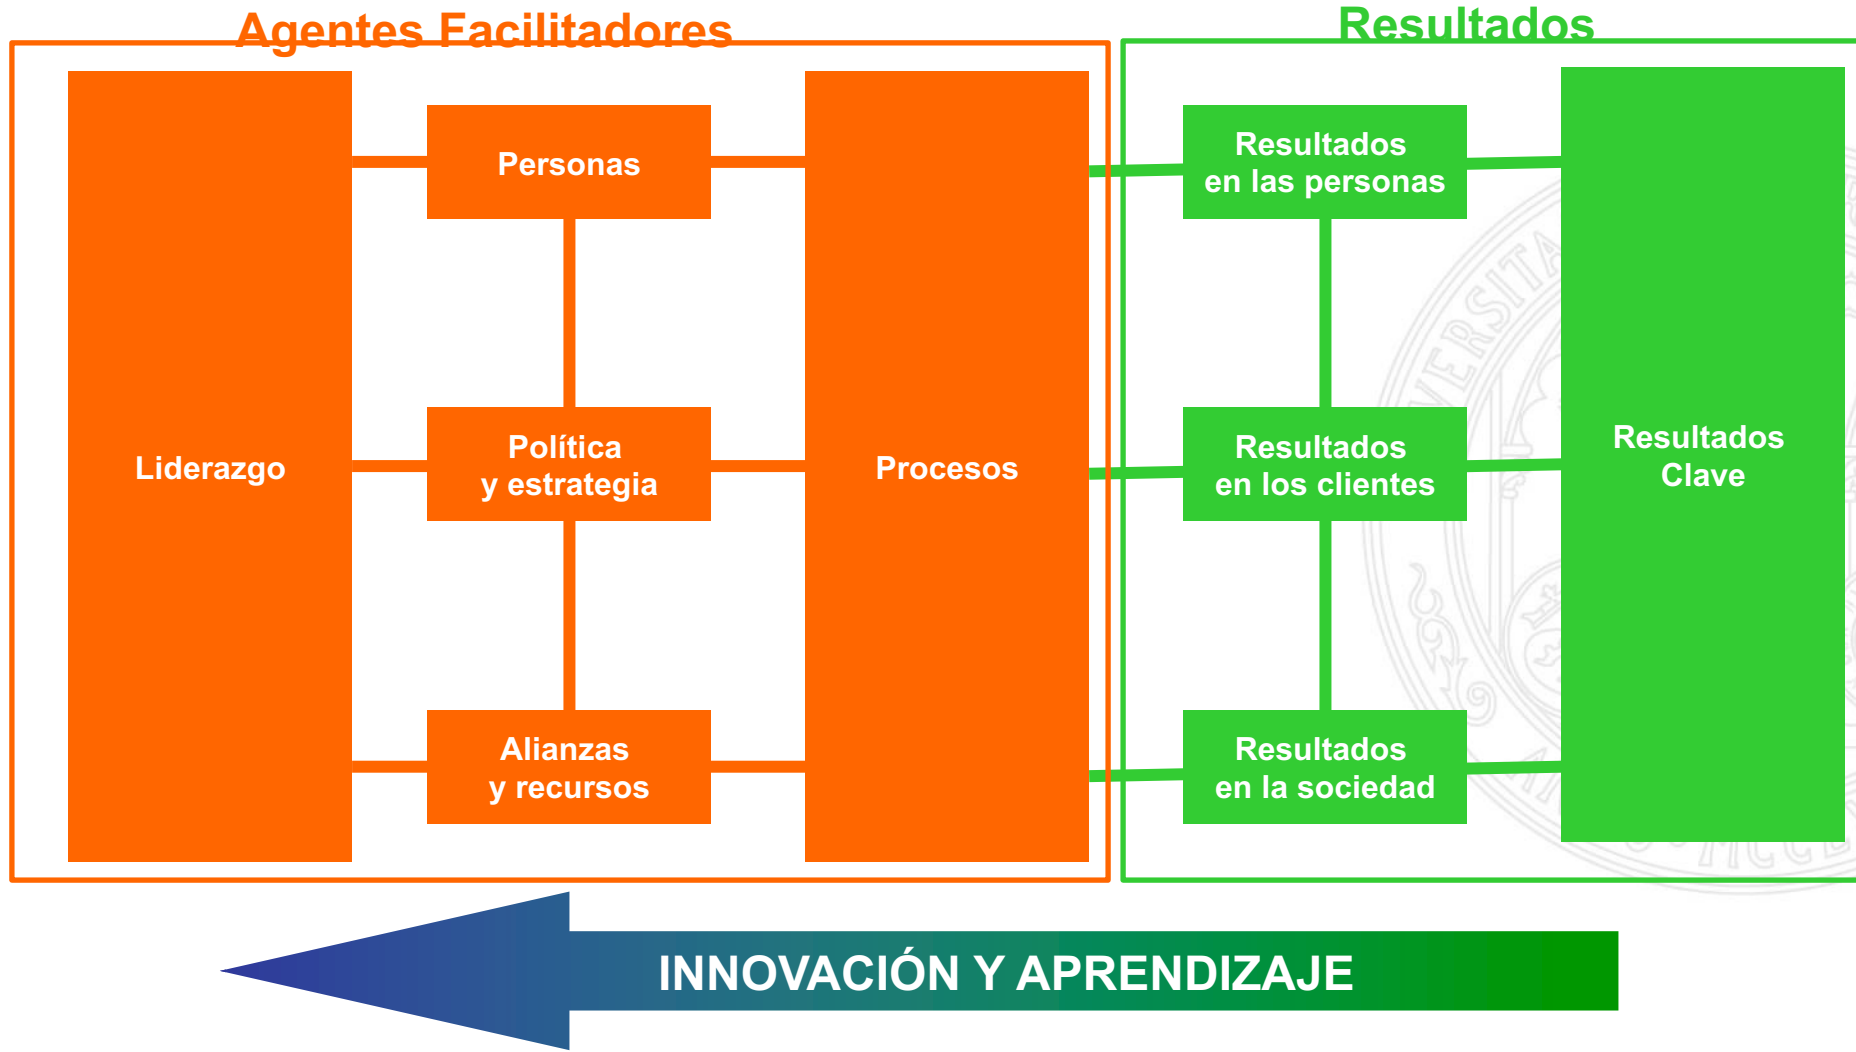 Agentes Facilitadores
Resultados
Liderazgo
Personas
Política
y estrategia
Alianzas
y recursos
Procesos
Resultados
en las personas
Resultados
en los clientes
Resultados
en la sociedad
Resultados
Clave
INNOVACIÓN Y APRENDIZAJE